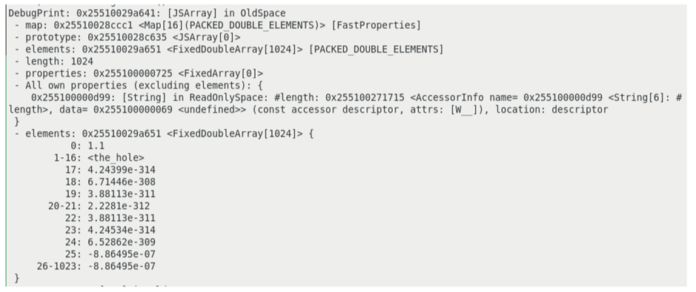 DebugPrint: 0x25510029a641: [JSArray] in OldSpace
- map: 0x25510028ccc1 <Map[16](PACKED_DOUBLE_ELEMENTS)> [FastProperties]
- prototype: 0x25510028c635 <JSArray[0]>
- elements: 0x25510029a651 <FixedDoubleArray[1024]> [PACKED_DOUBLE_ELEMENTS]
- length: 1024
- properties: 0x255100000725 <FixedArray[0]>
- All own properties (excluding elements): {
0x255100000d99: [String] in ReadOnlySpace: #length: 0x255100271715 <AccessorInfo name= 0x255100000d99 <String[6]: #
length>, data= 0x255100000069 <undefined>> (const accessor descriptor, attrs: [W__]), location: descriptor
}
- elements: 0x25510029a651 <FixedDoubleArray[1024]> {
0: 1.1
1-16: <the_hole>
17: 4.24399e-314
18: 6.71446e-308
19: 3.88113e-311
20-21: 2.2281e-312
22: 3.88113e-311
23: 4.24534e-314
24: 6.52862e-309
25: -8.86495e-07
26-1023: -8.86495e-07
}